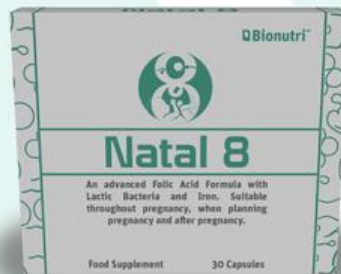 Bionutri™
Natal 8
An advanced Folic Acid Formula with
Lactic Bacteria and Iron. Suitable
throughout pregnancy, when planning
pregnancy and after pregnancy.
Food Supplement 30 Capsules